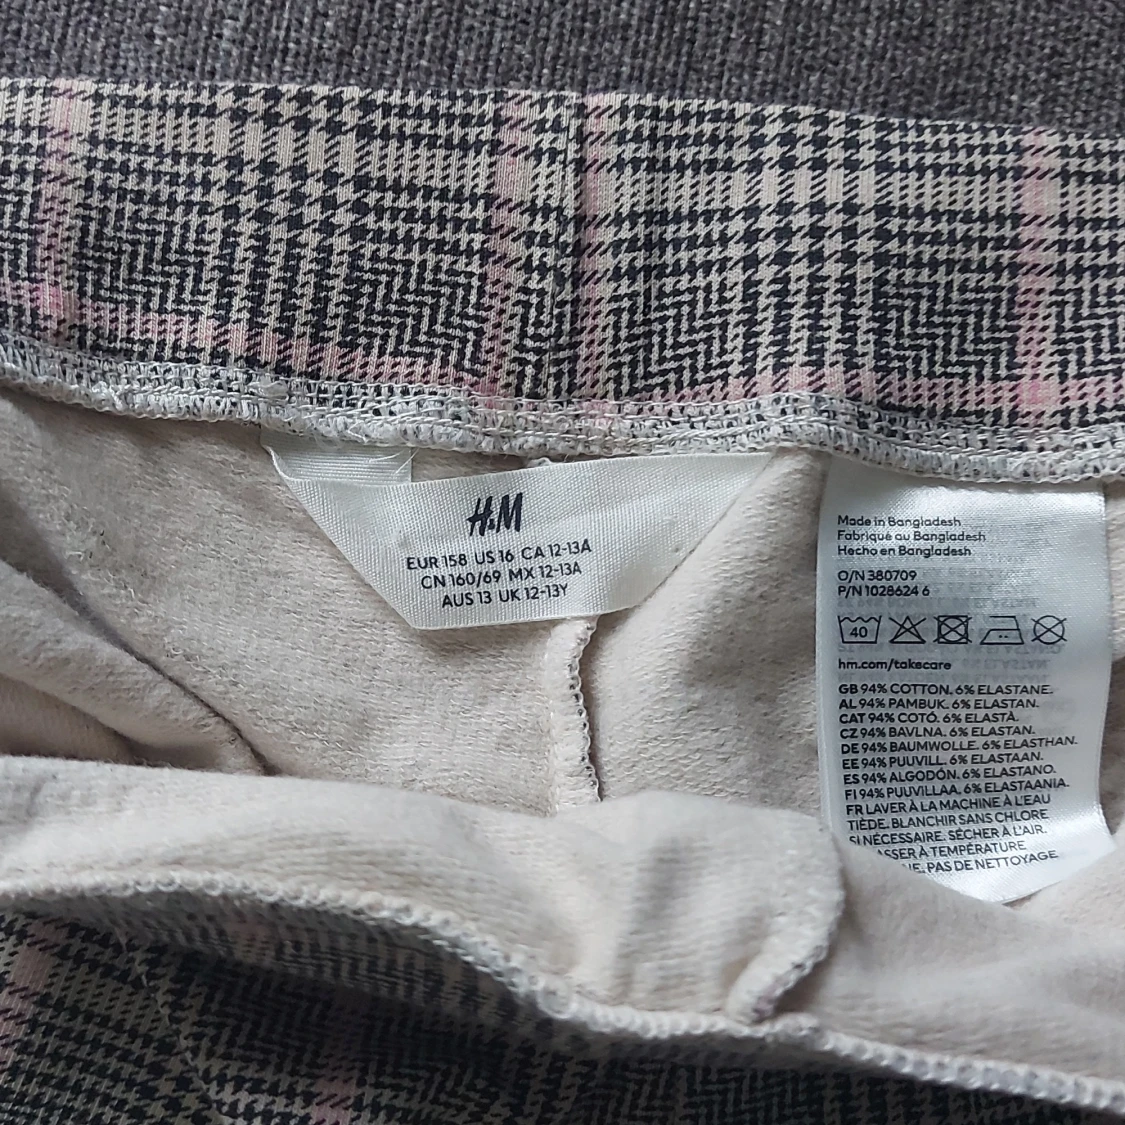 H&M
EUR 158 US 16 CA 12-13A
CN 160/69 MX 12-13A
AUS 13 UK 12-13Y
Made in Bangladesh
Fabriqué au Bangladesh
Hecho en Bangladesh
O/N 380709
P/N 1028624 6
40
hm.com/takecare
GB 94% COTTON. 6% ELASTANE.
AL 94% PAMBUK. 6% ELASTAN.
CAT 94% COTÓ. 6% ELASTÀ.
CZ 94% BAVLNA. 6% ELASTAN.
DE 94% BAUMWOLLE. 6% ELASTHAN.
EE 94% PUUVILL. 6% ELASTAAN.
ES 94% ALGODÓN. 6% ELASTANO.
FI 94% PUUVILLAA. 6% ELASTAANIA.
FR LAVER À LA MACHINE À L'EAU
TIÈDE. BLANCHIR SANS CHLORE
SI NÉCESSAIRE. SÉCHER À L'AIR.
ASSER À TEMPÉRATURE
PAS DE NETTOYAGE